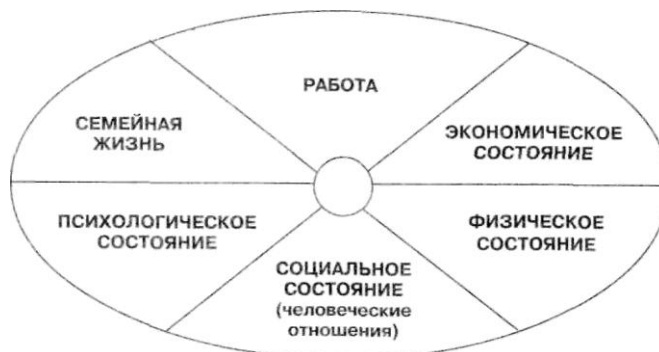 РАБОТА
СЕМЕЙНАЯ
ЖИЗНЬ
ЭКОНОМИЧЕСКОЕ
СОСТОЯНИЕ
ПСИХОЛОГИЧЕСКОЕ
СОСТОЯНИЕ
ФИЗИЧЕСКОЕ
СОСТОЯНИЕ
СОЦИАЛЬНОЕ
СОСТОЯНИЕ
(человеческие
отношения)